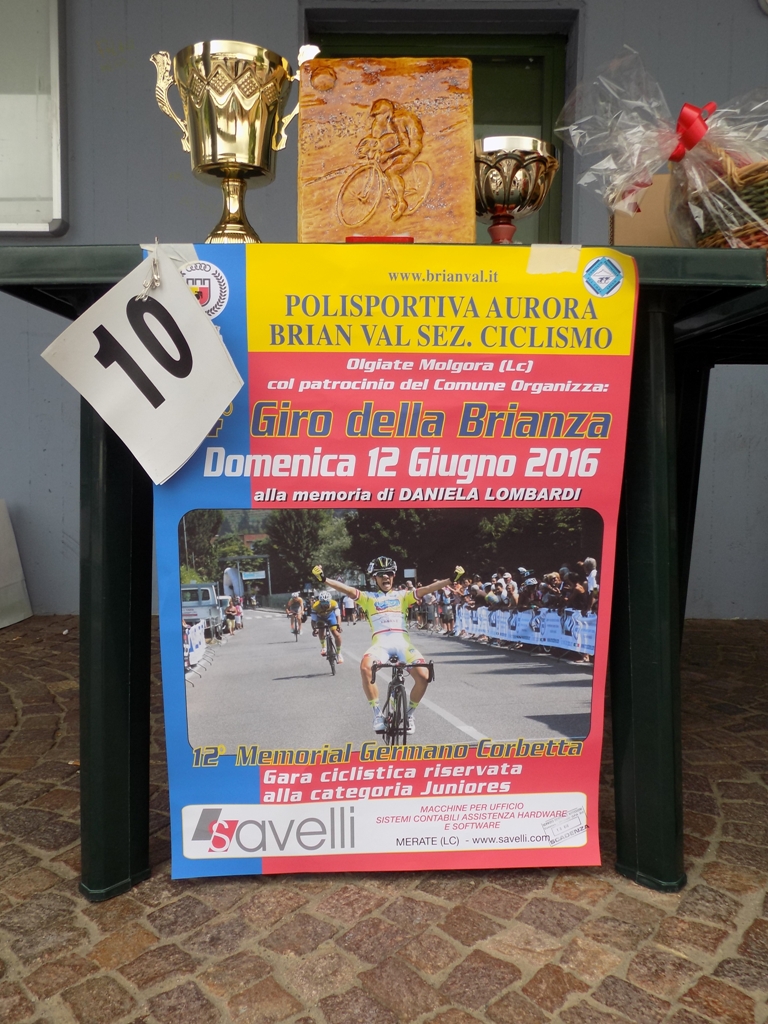 10
www.brianval.it
POLISPORTIVA AURORA
BRIAN VAL SEZ. CICLISMO
Olgiate Molgora (Lc)
col patrocinio del Comune Organizza:
Giro della Brianza
Domenica 12 Giugno 2016
alla memoria di DANIELA LOMBARDI
12° Memorial Germano Corbetta
Gara ciclistica riservata
alla categoria Juniores
savelli
MACCHINE PER UFFICIO
SISTEMI CONTABILI ASSISTENZA HARDWARE
E SOFTWARE
MERATE (LC) - www.savelli.com